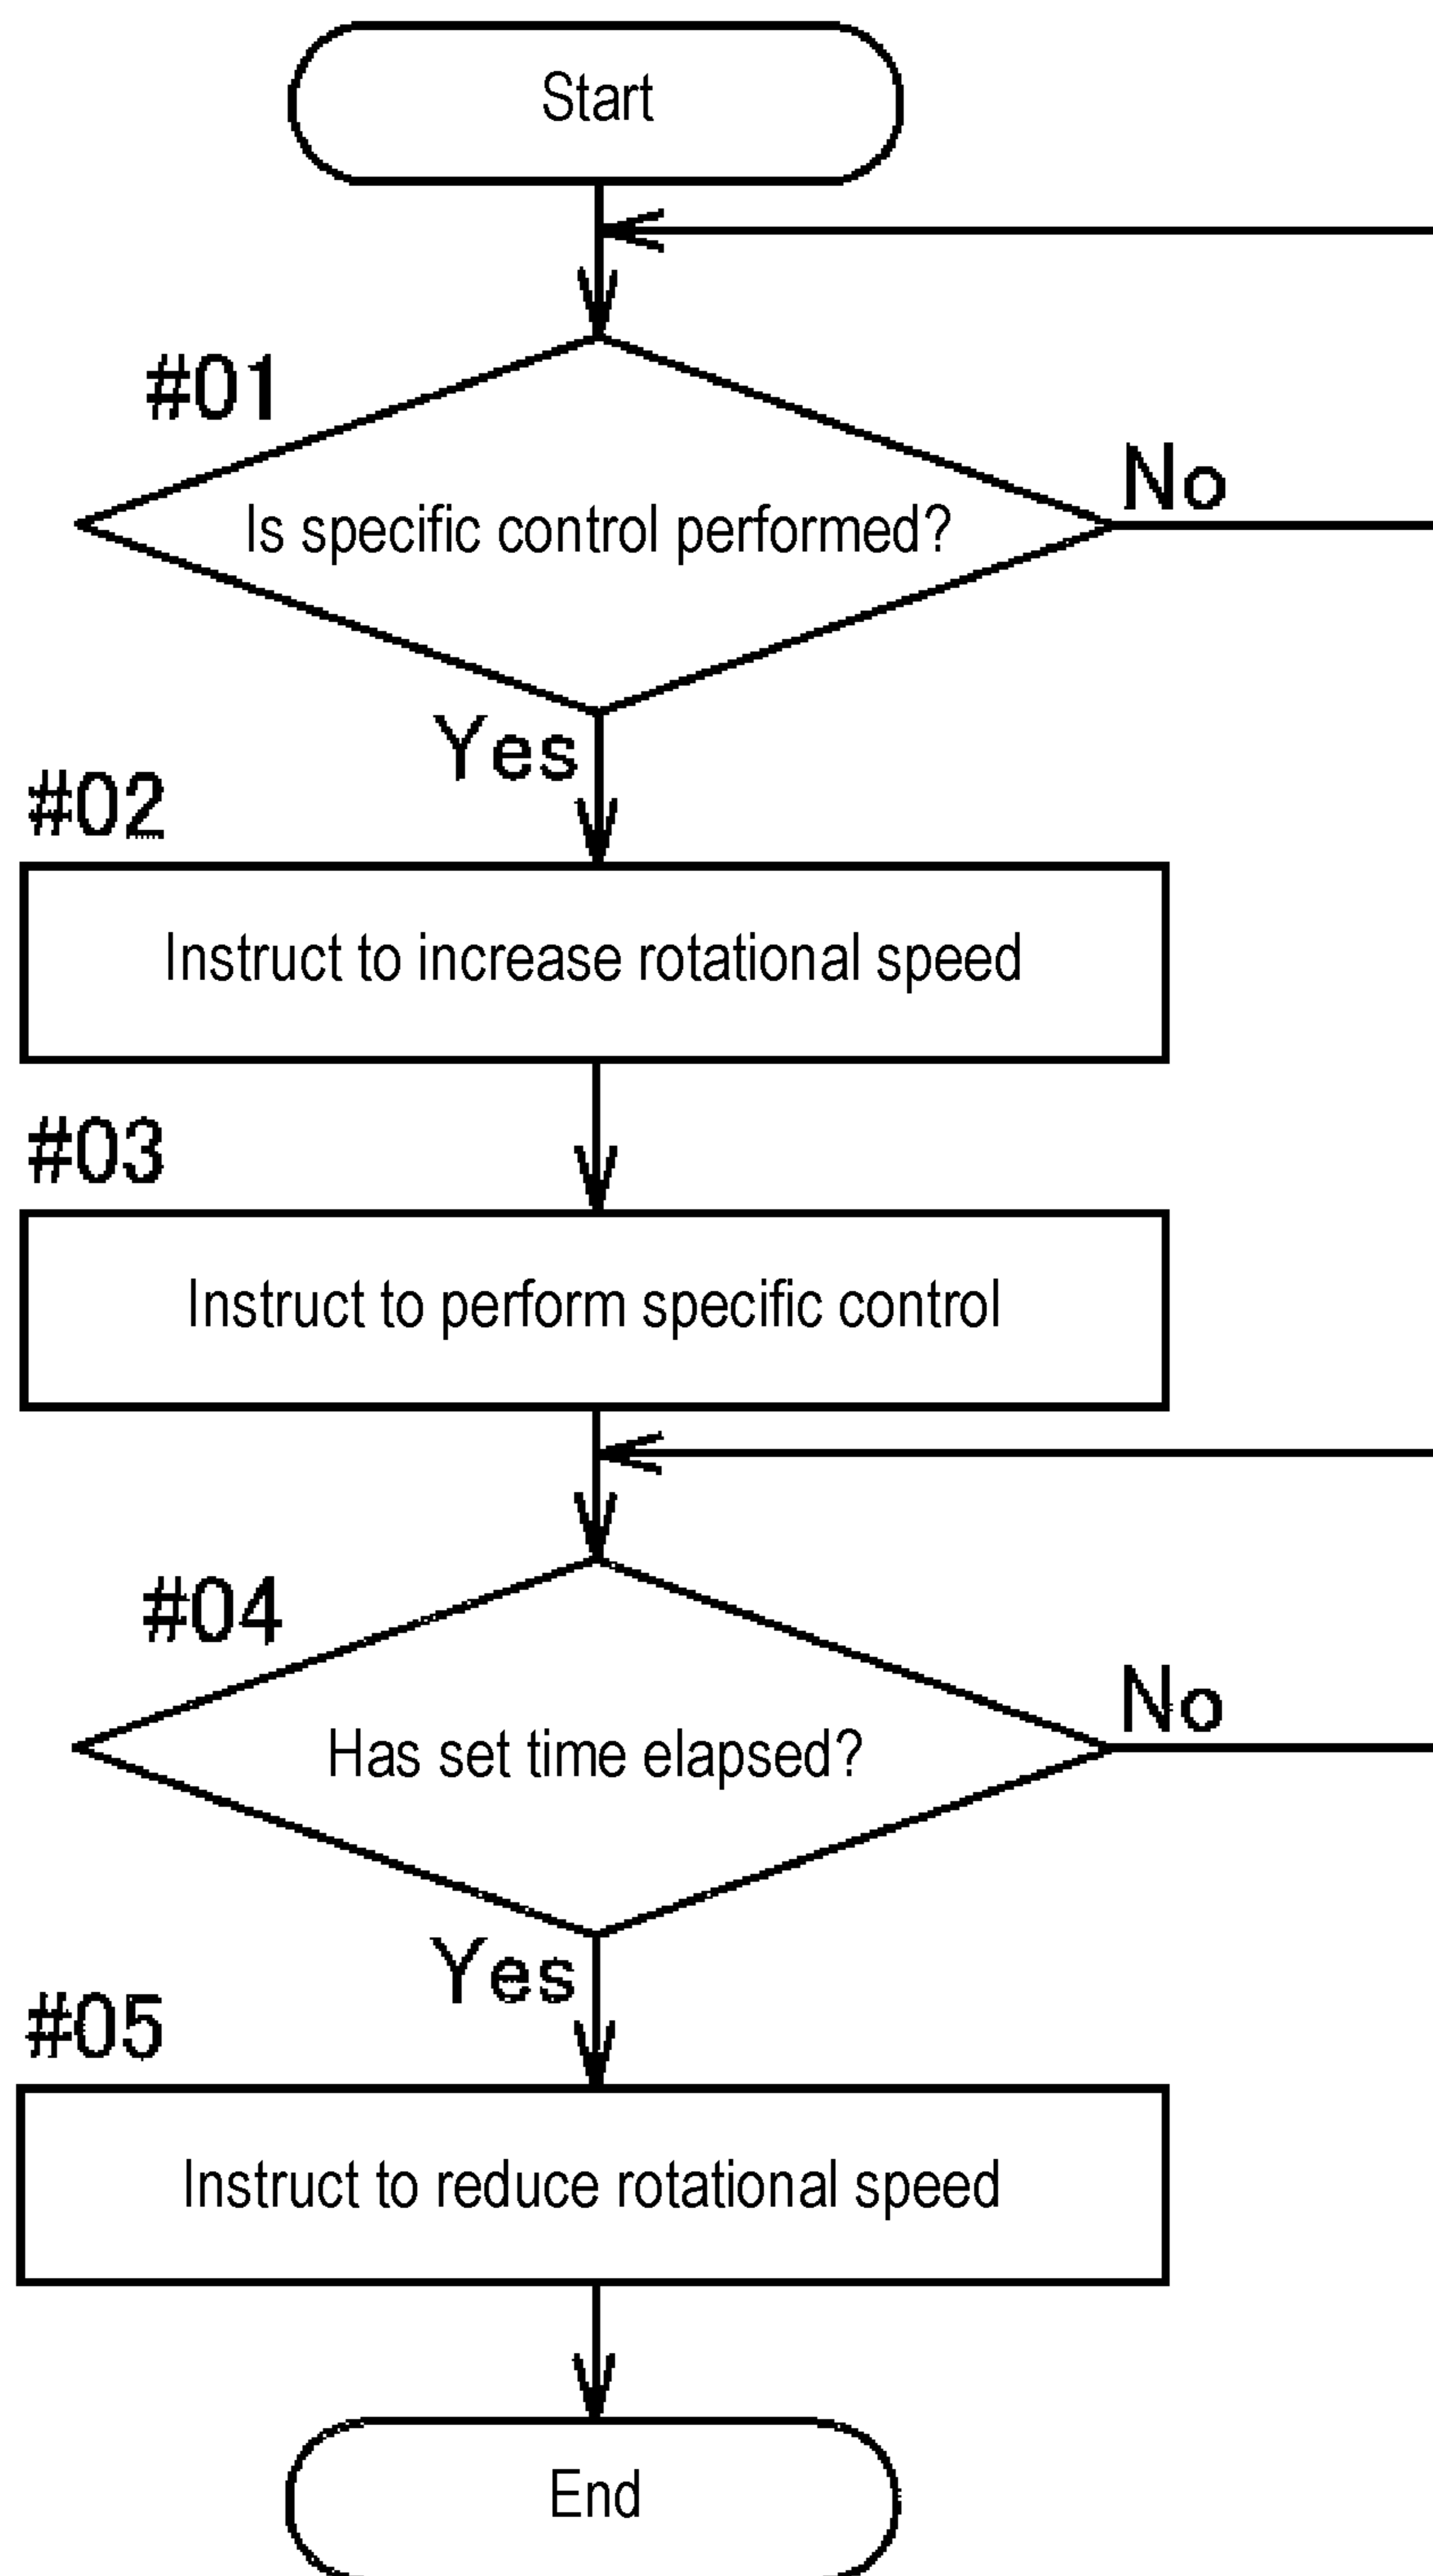 Start
#01
No
Is specific control performed?
Yes
#02
Instruct to increase rotational speed
#03
Instruct to perform specific control
#04
No
Has set time elapsed?
Yes
#05
Instruct to reduce rotational speed
End